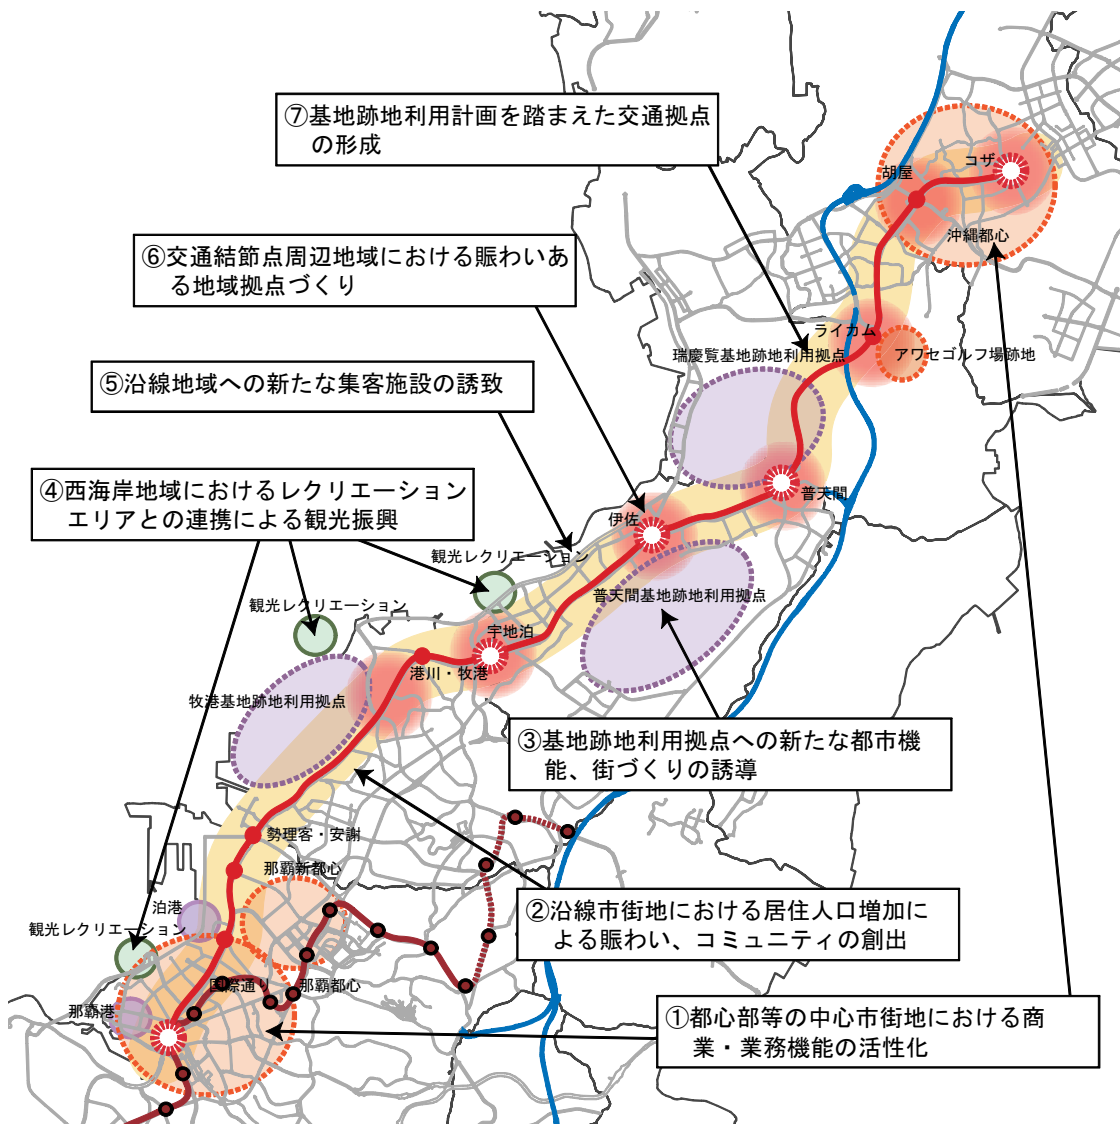 ⑦基地跡地利用計画を踏まえた交通拠点
の形成
コザ
胡屋
沖縄都心
⑥交通結節点周辺地域における賑わいあ
る地域拠点づくり
ライカム
瑞慶覧基地跡地利用拠点
アワセゴルフ場跡地
⑤沿線地域への新たな集客施設の誘致
④西海岸地域におけるレクリエーション
エリアとの連携による観光振興
普天間
伊佐
観光レクリエーション
普天間基地跡地利用拠点
観光レクリエーション
宇地泊
港川・牧港
牧港基地跡地利用拠点
③基地跡地利用拠点への新たな都市機
能、街づくりの誘導
勢理客・安謝
那覇新都心
泊港
観光レクリエーション
②沿線市街地における居住人口増加に
よる賑わい、コミュニティの創出
国際通り
那覇都心
那覇港
①都心部等の中心市街地における商
業・業務機能の活性化